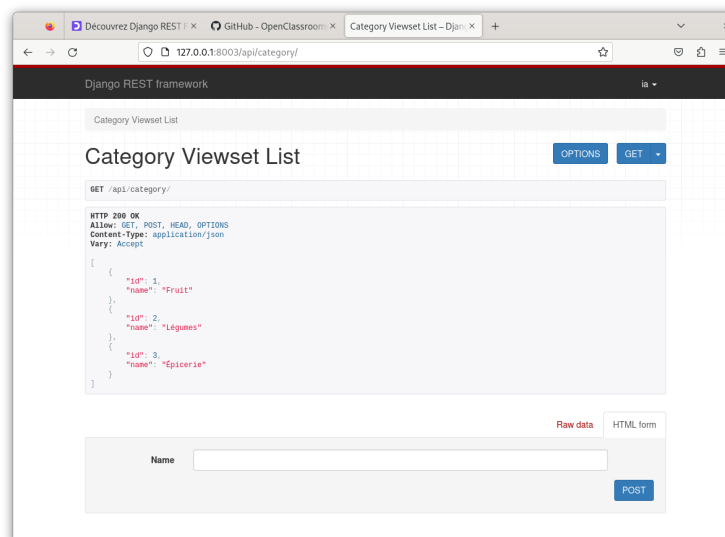 Découvrez Django REST F
GitHub - OpenClassroom
Category Viewset List – Djan
127.0.0.1:8003/api/category/
Django REST framework
ia
Category Viewset List
Category Viewset List
OPTIONS
GET
GET /api/category/
HTTP 200 OK
Allow: GET, POST, HEAD, OPTIONS
Content-Type: application/json
Vary: Accept
[
{
"id": 1,
"name": "Fruit"
},
{
"id": 2,
"name": "Légumes"
},
{
"id": 3,
"name": "Épicerie"
}
]
Raw data
HTML form
Name
POST